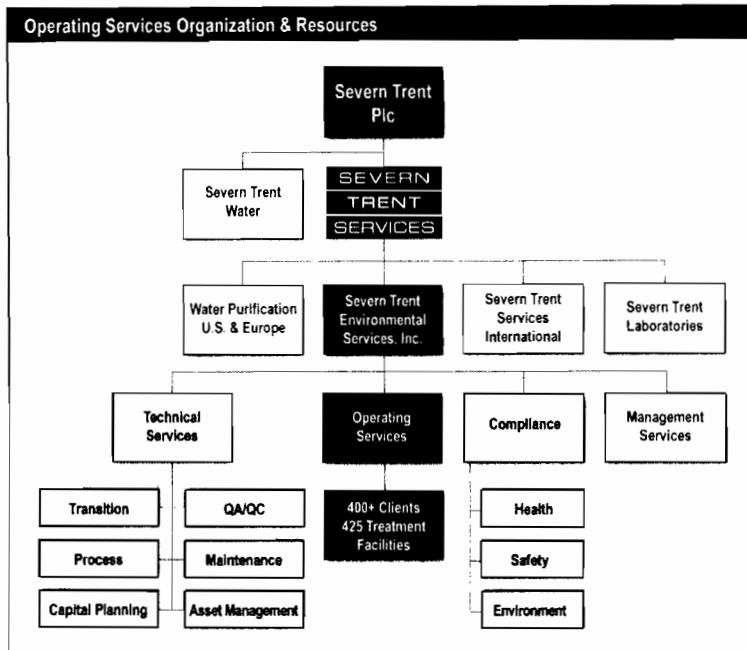 Operating Services Organization & Resources
Severn Trent
Plc
Severn Trent
Water
SEVERN
TRENT
SERVICES
Water Purification
U.S. & Europe
Severn Trent
Environmental
Services, Inc.
Severn Trent
Services
International
Severn Trent
Laboratories
Technical
Services
Operating
Services
Compliance
Management
Services
Transition
QA/QC
400+ Clients
425 Treatment
Facilities
Health
Process
Maintenance
Safety
Capital Planning
Asset Management
Environment